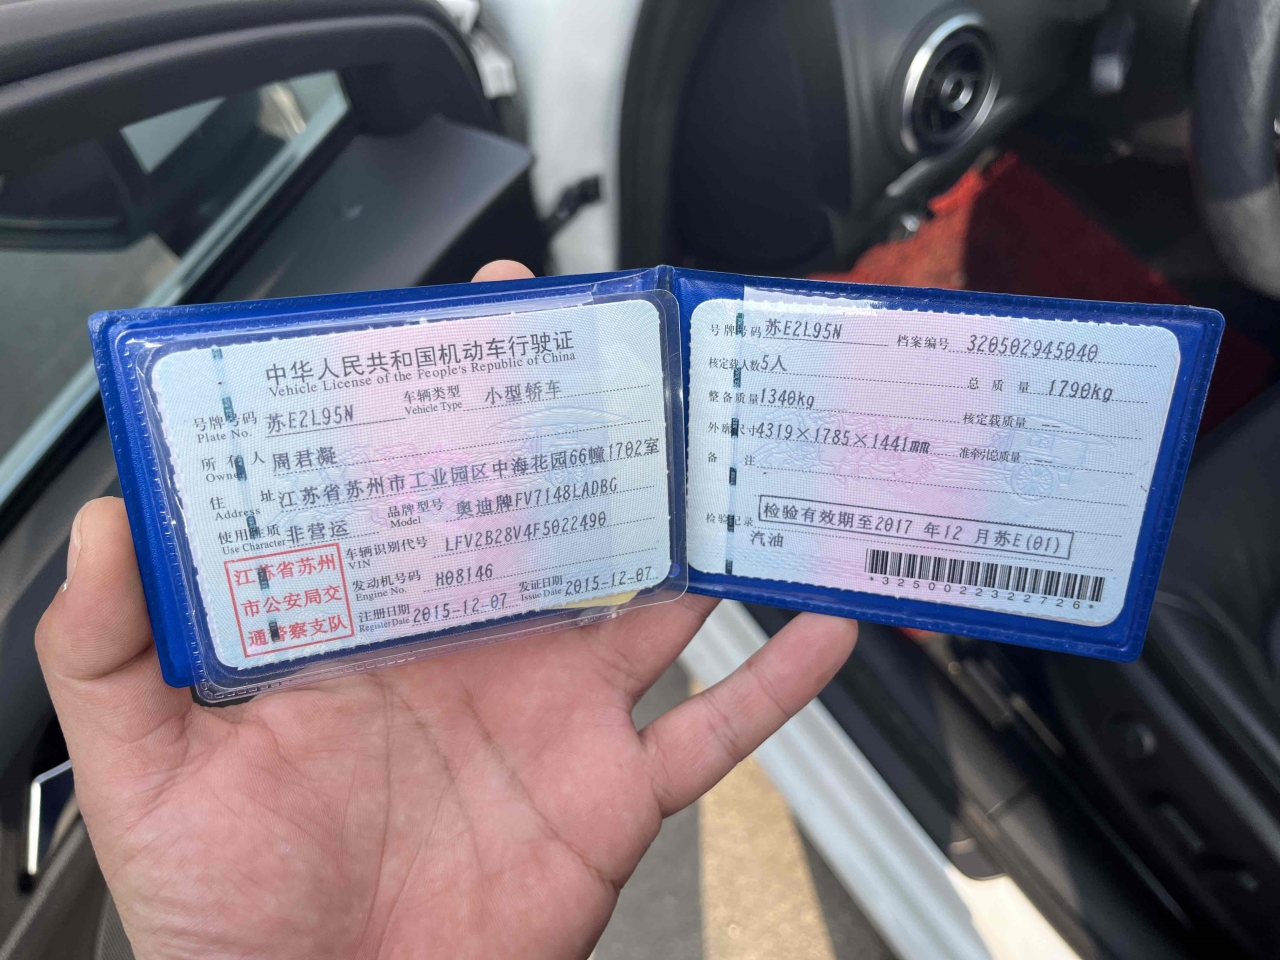 中华人民共和国机动车行驶证
Vehicle License of the People's Republic of China
号牌号码 苏E2L95N 车辆类型 小型轿车
Plate No. Vehicle Type
所有人 周君凝
Owner
住址 江苏省苏州市工业园区中海花园66幢1702室
Address
使用性质 非营运 品牌型号 奥迪牌FV7148LADBG
Use Character Model
车辆识别代号 LFV2B28V4F5022490
VIN
发动机号码 H08146
Engine No.
注册日期 2015-12-07 发证日期 2015-12-07
Register Date Issue Date
江苏省苏州
市公安局交
通警察支队
号牌号码 苏E2L95N 档案编号 320502945040
核定载人数 5人 总质量 1790kg
整备质量 1340kg 核定载质量 --
外廓尺寸 4319×1785×1441mm 准牵引总质量
备注
检验记录 检验有效期至2017年12月苏E(01)
汽油
*3250022322726*